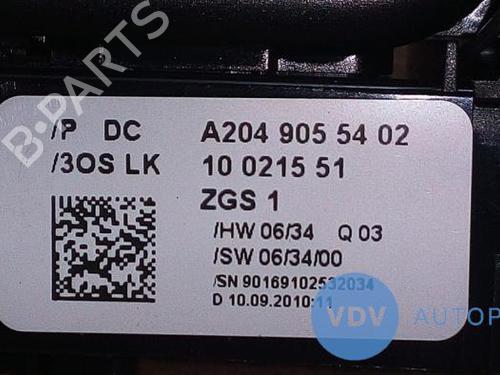 /P DC A204 905 54 02
/3OS LK 10 0215 51
ZGS 1
/HW 06/34 Q 03
/SW 06/34/00
/SN 90169102532034
D 10.09.2010:11
B-PARTS
VDV AUTOP